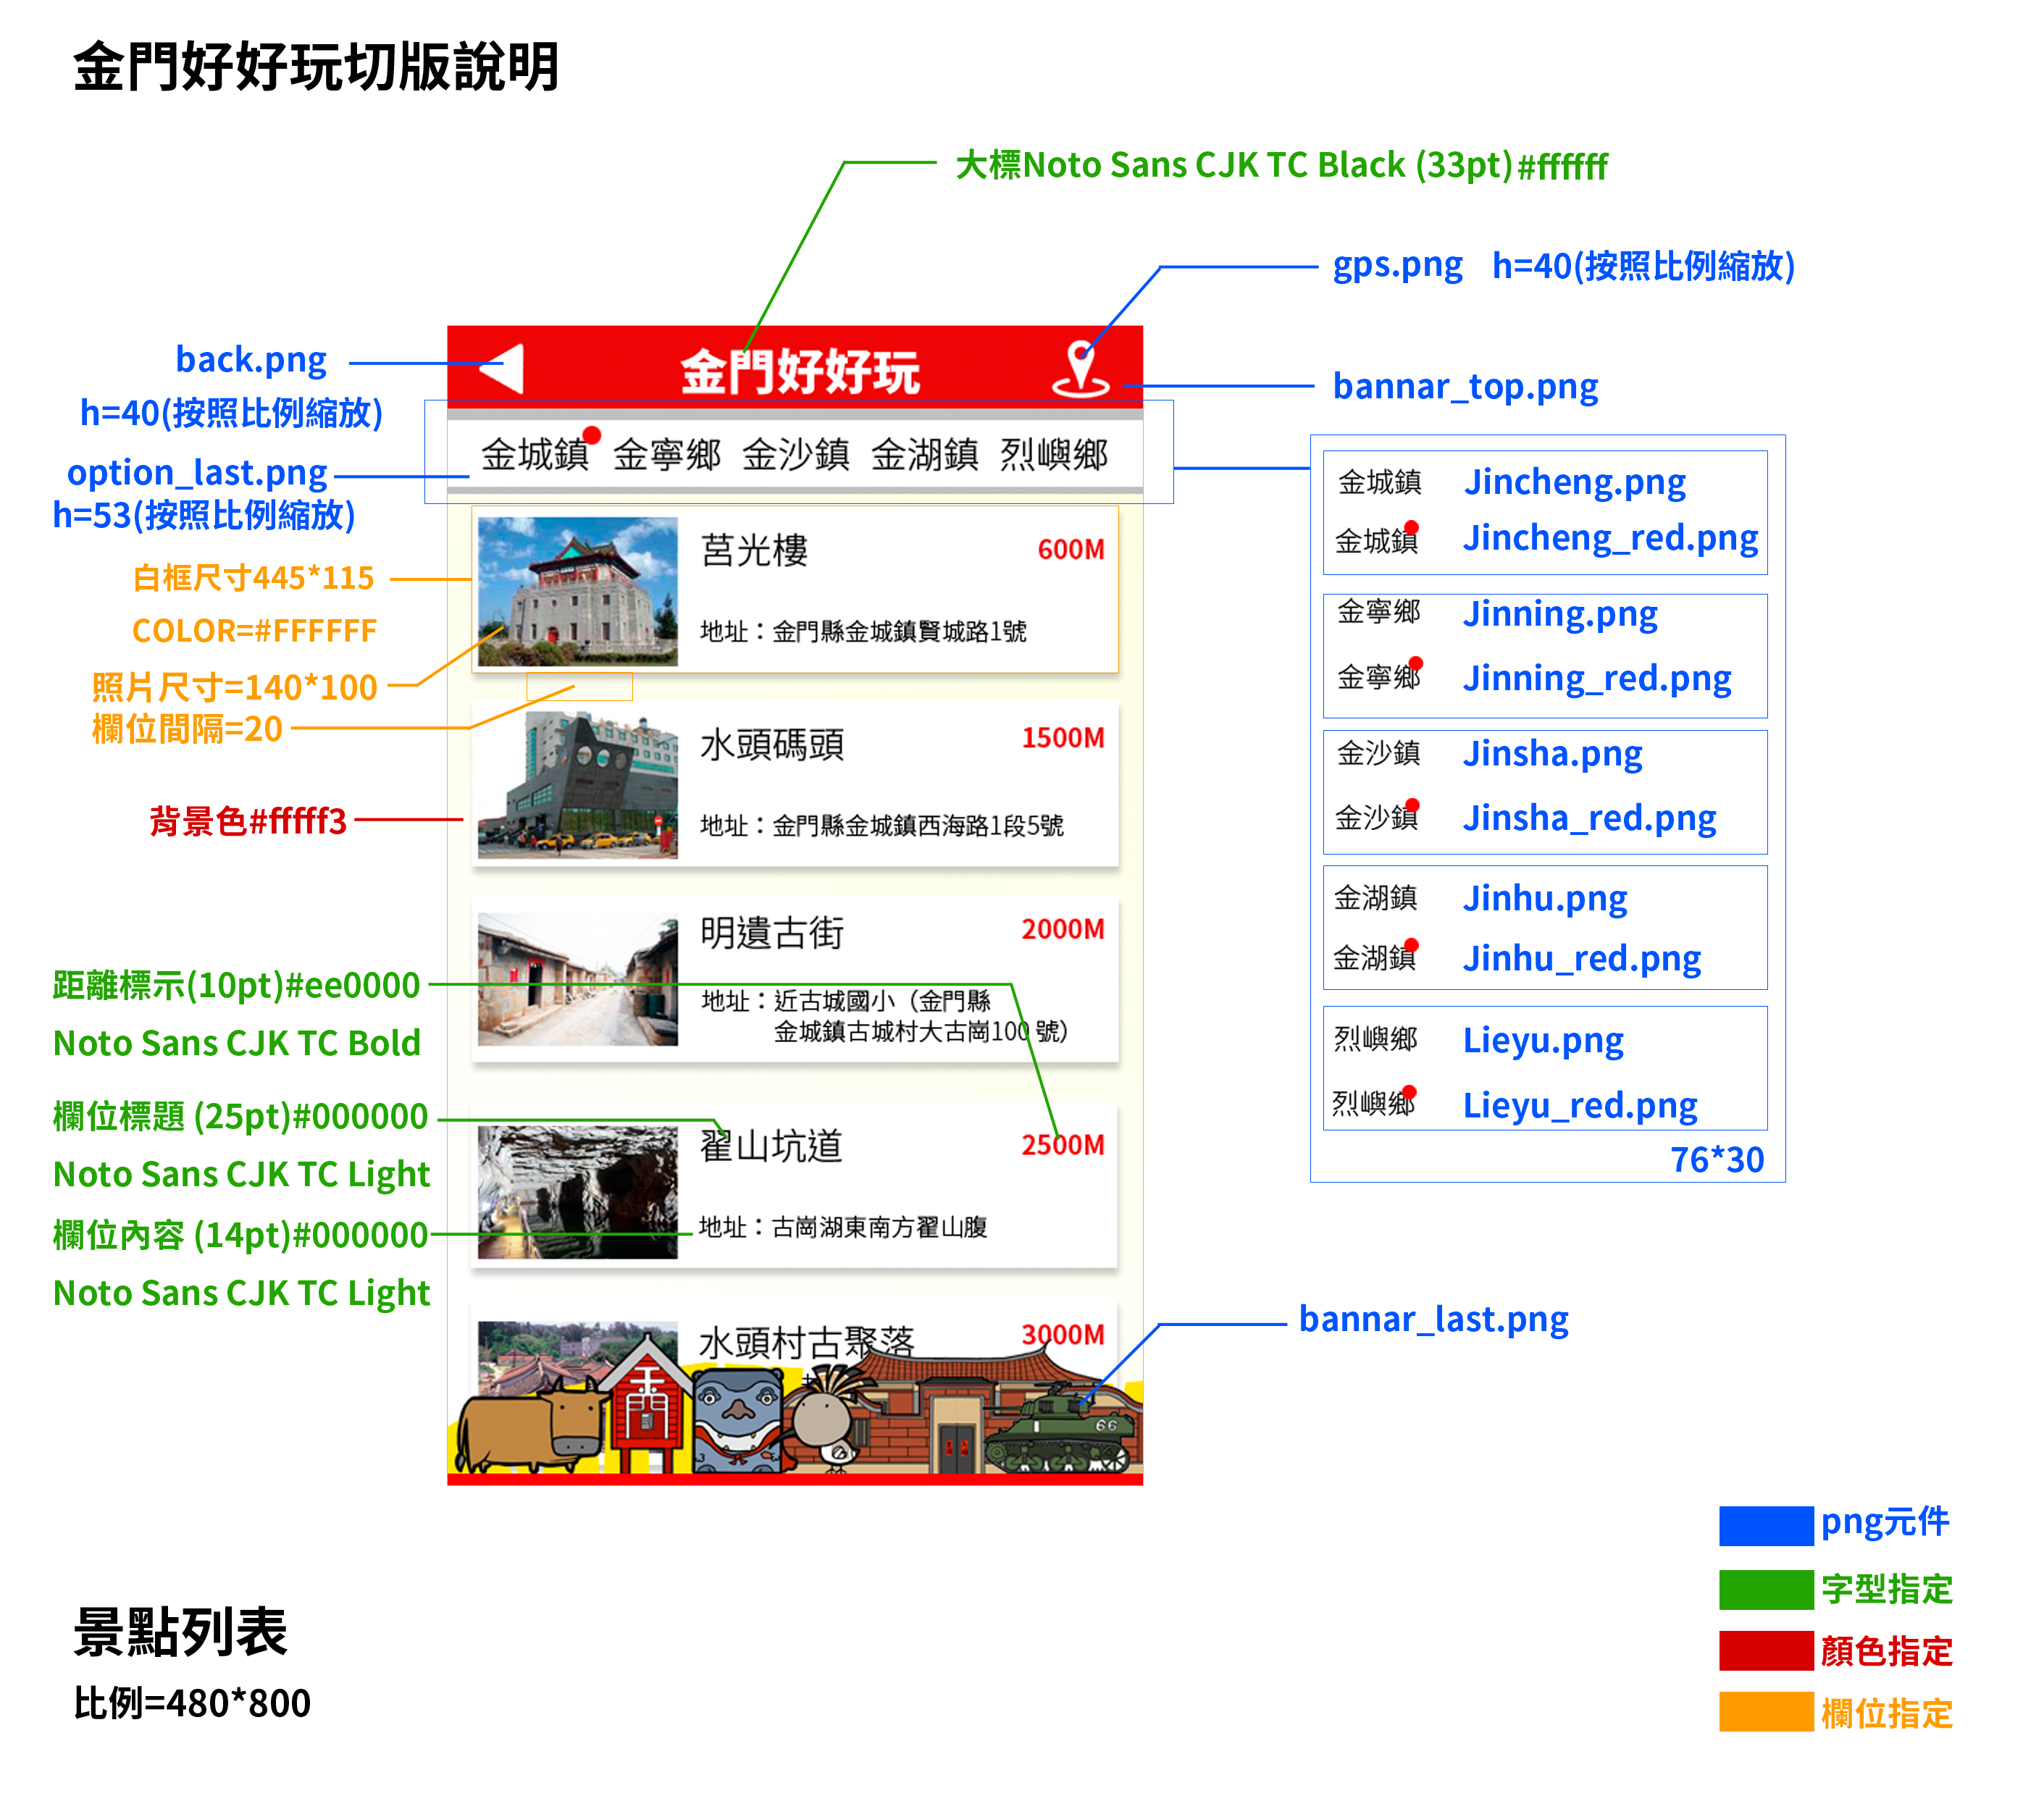 金門好好玩切版說明
大標Noto Sans CJK TC Black (33pt) #ffffff
gps.png h=40(按照比例縮放)
back.png
h=40(按照比例縮放)
option_last.png
h=53(按照比例縮放)
白框尺寸445*115
COLOR=#FFFFFF
照片尺寸=140*100
欄位間隔=20
背景色#fffff3
距離標示(10pt)#ee0000
Noto Sans CJK TC Bold
欄位標題 (25pt)#000000
Noto Sans CJK TC Light
欄位內容 (14pt)#000000
Noto Sans CJK TC Light
金門好好玩
金城鎮 金寧鄉 金沙鎮 金湖鎮 烈嶼鄉
莒光樓 600M
地址：金門縣金城鎮賢城路1號
水頭碼頭 1500M
地址：金門縣金城鎮西海路1段5號
明遺古街 2000M
地址：近古城國小（金門縣
金城鎮古城村大古崗100 號）
翟山坑道 2500M
地址：古崗湖東南方翟山腹
水頭村古聚落 3000M
66
bannar_top.png
金城鎮 Jincheng.png
金城鎮 Jincheng_red.png
金寧鄉 Jinning.png
金寧鄉 Jinning_red.png
金沙鎮 Jinsha.png
金沙鎮 Jinsha_red.png
金湖鎮 Jinhu.png
金湖鎮 Jinhu_red.png
烈嶼鄉 Lieyu.png
烈嶼鄉 Lieyu_red.png
76*30
bannar_last.png
png元件
字型指定
顏色指定
欄位指定
景點列表
比例=480*800